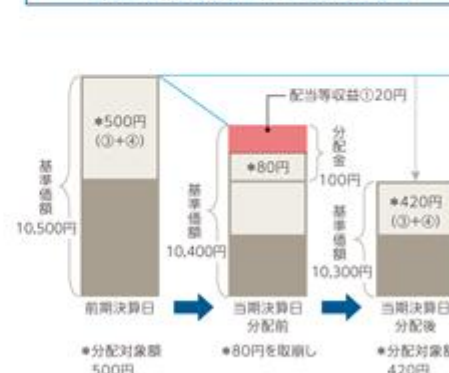 配当等収益①20円
*500円
(③+④)
基準価額
10,500円
*80円
分配金
100円
基準価額
10,400円
*420円
(③+④)
基準価額
10,300円
前期決算日
当期決算日
分配前
当期決算日
分配後
*分配対象額
500円
*80円を取崩し
*分配対象額
420円